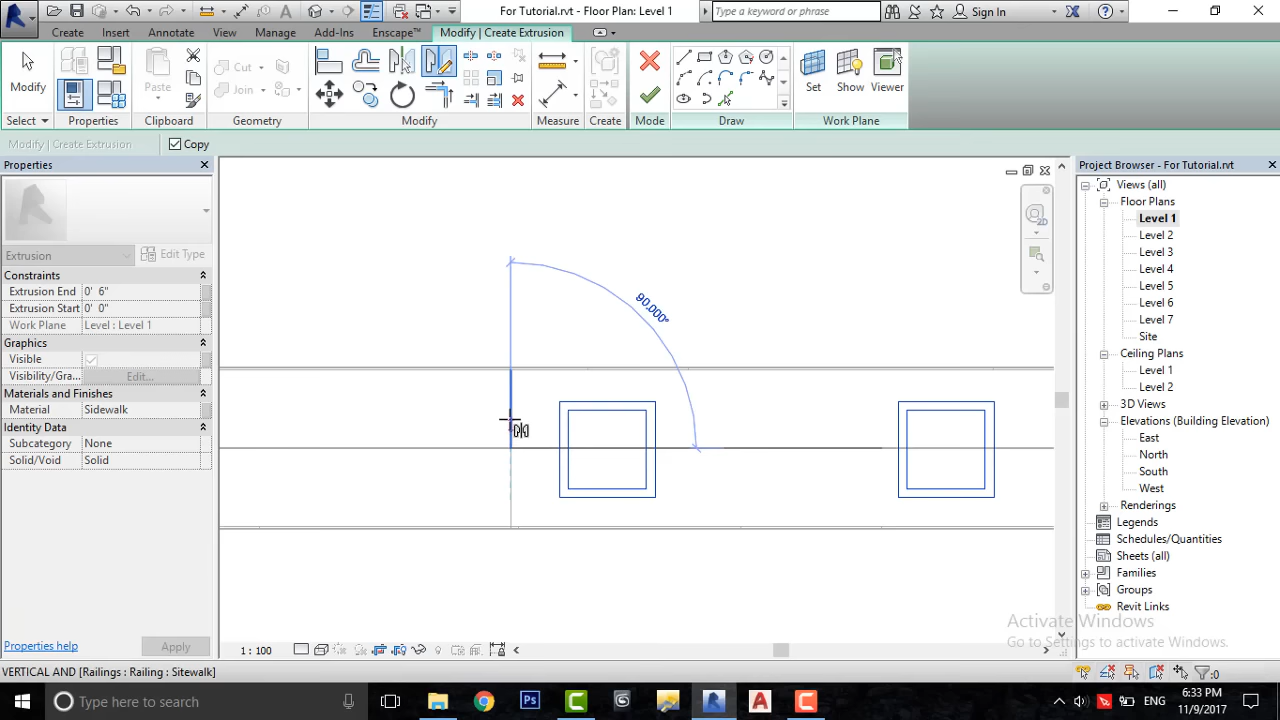 For Tutorial.rvt - Floor Plan: Level 1
Type a keyword or phrase
Sign In
Create
Insert
Annotate
View
Manage
Add-Ins
Enscape™
Modify | Create Extrusion
Modify
Paste
Cut
Join
Create
Set
Show
Viewer
Select
Properties
Clipboard
Geometry
Modify
Measure
Create
Mode
Draw
Work Plane
Modify | Create Extrusion
Copy
Properties
Extrusion
Edit Type
Constraints
Extrusion End 0' 6"
Extrusion Start 0' 0"
Work Plane Level : Level 1
Graphics
Visible
Visibility/Gra... Edit...
Materials and Finishes
Material Sidewalk
Identity Data
Subcategory None
Solid/Void Solid
Properties help
Apply
2D
90.000°
Project Browser - For Tutorial.rvt
Views (all)
Floor Plans
Level 1
Level 2
Level 3
Level 4
Level 5
Level 6
Level 7
Site
Ceiling Plans
Level 1
Level 2
3D Views
Elevations (Building Elevation)
East
North
South
West
Renderings
Legends
Schedules/Quantities
Sheets (all)
Families
Groups
Revit Links
Activate Windows
Go to Settings to activate Windows.
1 : 100
VERTICAL AND [Railings : Railing : Sitewalk]
:0
Type here to search
Ps
ENG
6:33 PM
11/9/2017